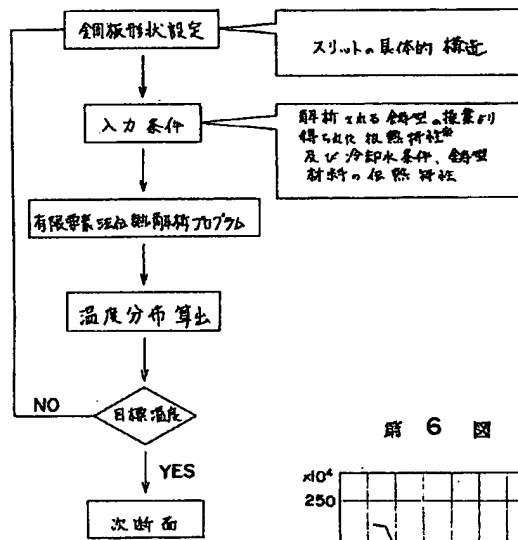 銅板形状設定
スリットの具体的構造
入力条件
解析される鋳型の操業より
得られた抜熱特性*
及び冷却水条件、鋳型
材料の伝熱特性
有限要素法伝熱解析プログラム
温度分布算出
NO
目標温度
YES
次断面
第 6 図
×10⁴
250